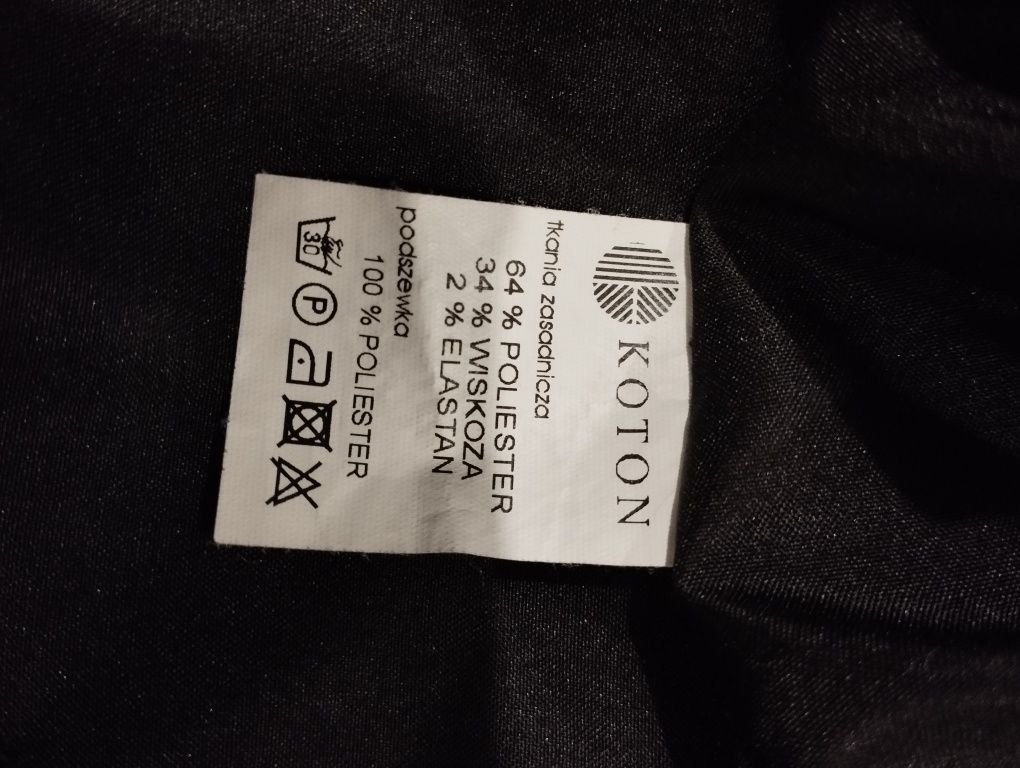 KOTON
tkania zasadnicza
64 % POLIESTER
34 % WISKOZA
2 % ELASTAN
podszewka
100 % POLIESTER
30 P